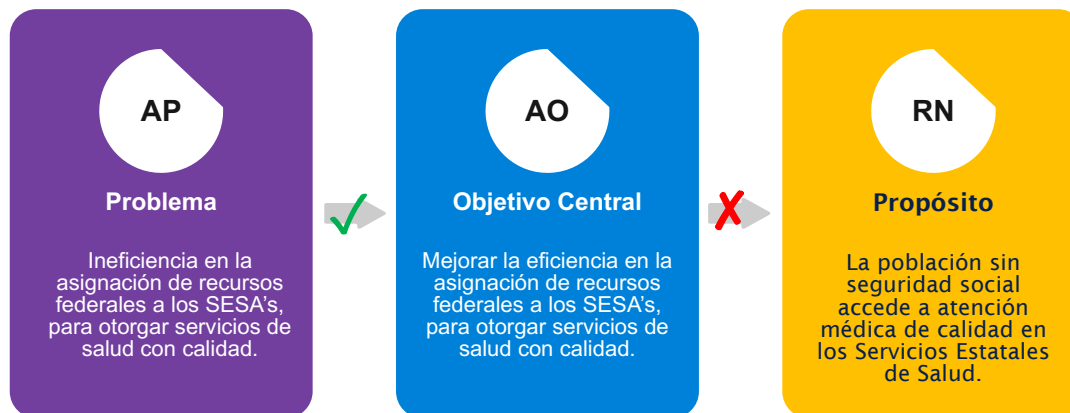 AP
Problema
Ineficiencia en la
asignación de recursos
federales a los SESA’s,
para otorgar servicios de
salud con calidad.
AO
Objetivo Central
Mejorar la eficiencia en la
asignación de recursos
federales a los SESA’s,
para otorgar servicios de
salud con calidad.
RN
Propósito
La población sin
seguridad social
accede a atención
médica de calidad en
los Servicios Estatales
de Salud.